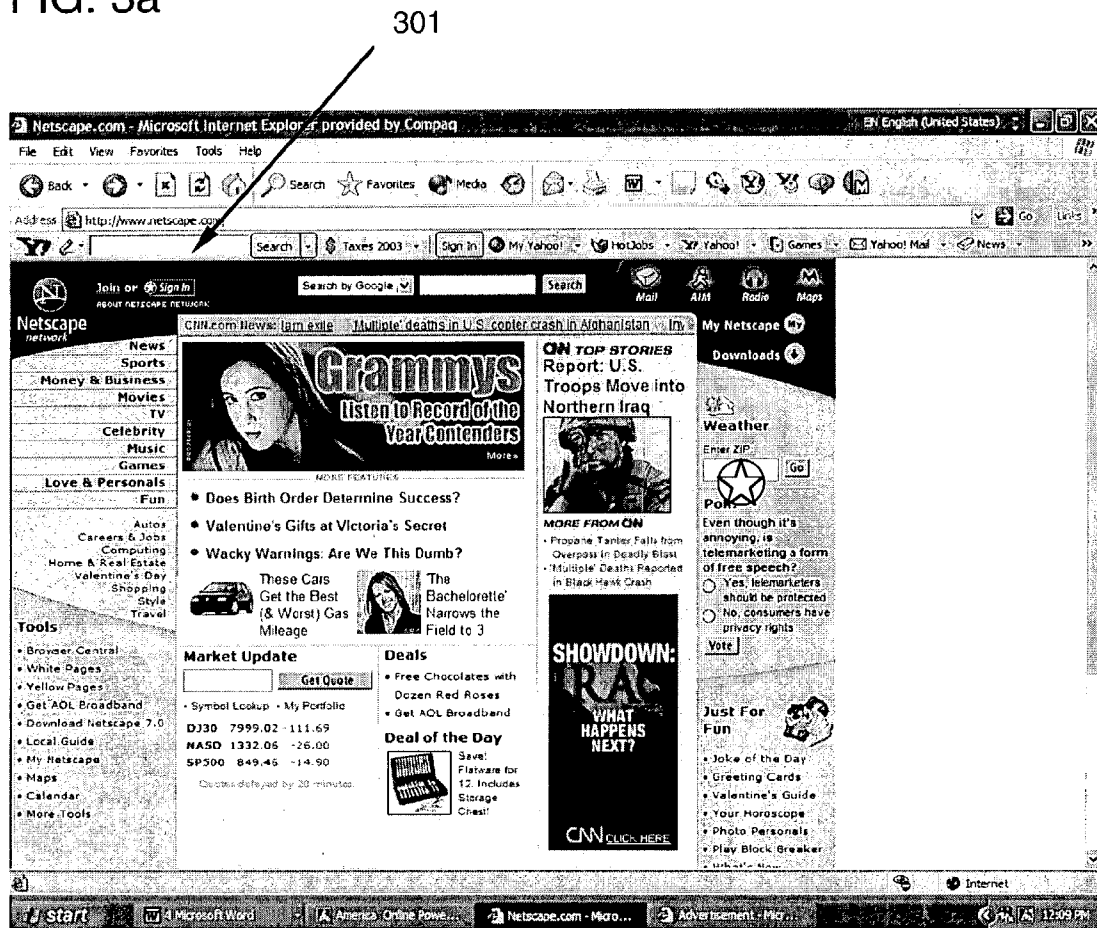 FIG. 3a
301
Netscape.com - Microsoft Internet Explorer provided by Compaq
EN English (United States)
File Edit View Favorites Tools Help
Back Search Favorites Media
Address http://www.netscape.com Go Links
Y! Search $ Taxes 2003 Sign In My Yahoo! HotJobs Yahoo! Games Yahoo! Mail News
Join or Sign In
ABOUT NETSCAPE NETWORK
Search by Google Search
Mail AIM Radio Maps
N
Netscape
network
CNN.com News: Multiple' deaths in U.S. copter crash in Afghanistan
My Netscape My
Downloads
News
Sports
Money & Business
Movies
TV
Celebrity
Music
Games
Love & Personals
Fun
Autos
Careers & Jobs
Computing
Home & Real Estate
Valentine's Day
Shopping
Style
Travel
Tools
• Browser Central
• White Pages
• Yellow Pages
• Get AOL Broadband
• Download Netscape 7.0
• Local Guide
• My Netscape
• Maps
• Calendar
• More Tools
Grammys
Listen to Record of the
Year Contenders
More»
MORE FEATURES
• Does Birth Order Determine Success?
• Valentine's Gifts at Victoria's Secret
• Wacky Warnings: Are We This Dumb?
These Cars
Get the Best
(& Worst) Gas
Mileage
'The
Bachelorette'
Narrows the
Field to 3
Market Update
Get Quote
• Symbol Lookup • My Portfolio
DJ30 7999.02 -111.69
NASD 1332.06 -26.00
SP500 849.46 -14.90
Quotes delayed by 20 minutes.
Deals
• Free Chocolates with
Dozen Red Roses
• Get AOL Broadband
Deal of the Day
Save!
Flatware for
12. Includes
Storage
Chest!
CNN TOP STORIES
Report: U.S.
Troops Move into
Northern Iraq
MORE FROM CNN
• Propane Tanker Falls from
Overpass in Deadly Blast
• 'Multiple' Deaths Reported
in Black Hawk Crash
SHOWDOWN:
IRAQ
WHAT
HAPPENS
NEXT?
CNN CLICK HERE
Weather
Enter ZIP
Go
Poll
Even though it's
annoying, is
telemarketing a form
of free speech?
Yes, telemarketers
should be protected
No, consumers have
privacy rights
Vote
Just For
Fun
• Joke of the Day
• Greeting Cards
• Valentine's Guide
• Your Horoscope
• Photo Personals
• Play Block Breaker
• What's New
Internet
start 4 Microsoft Word America Online Powe... Netscape.com - Micro... Advertisement - Micr... 12:09 PM